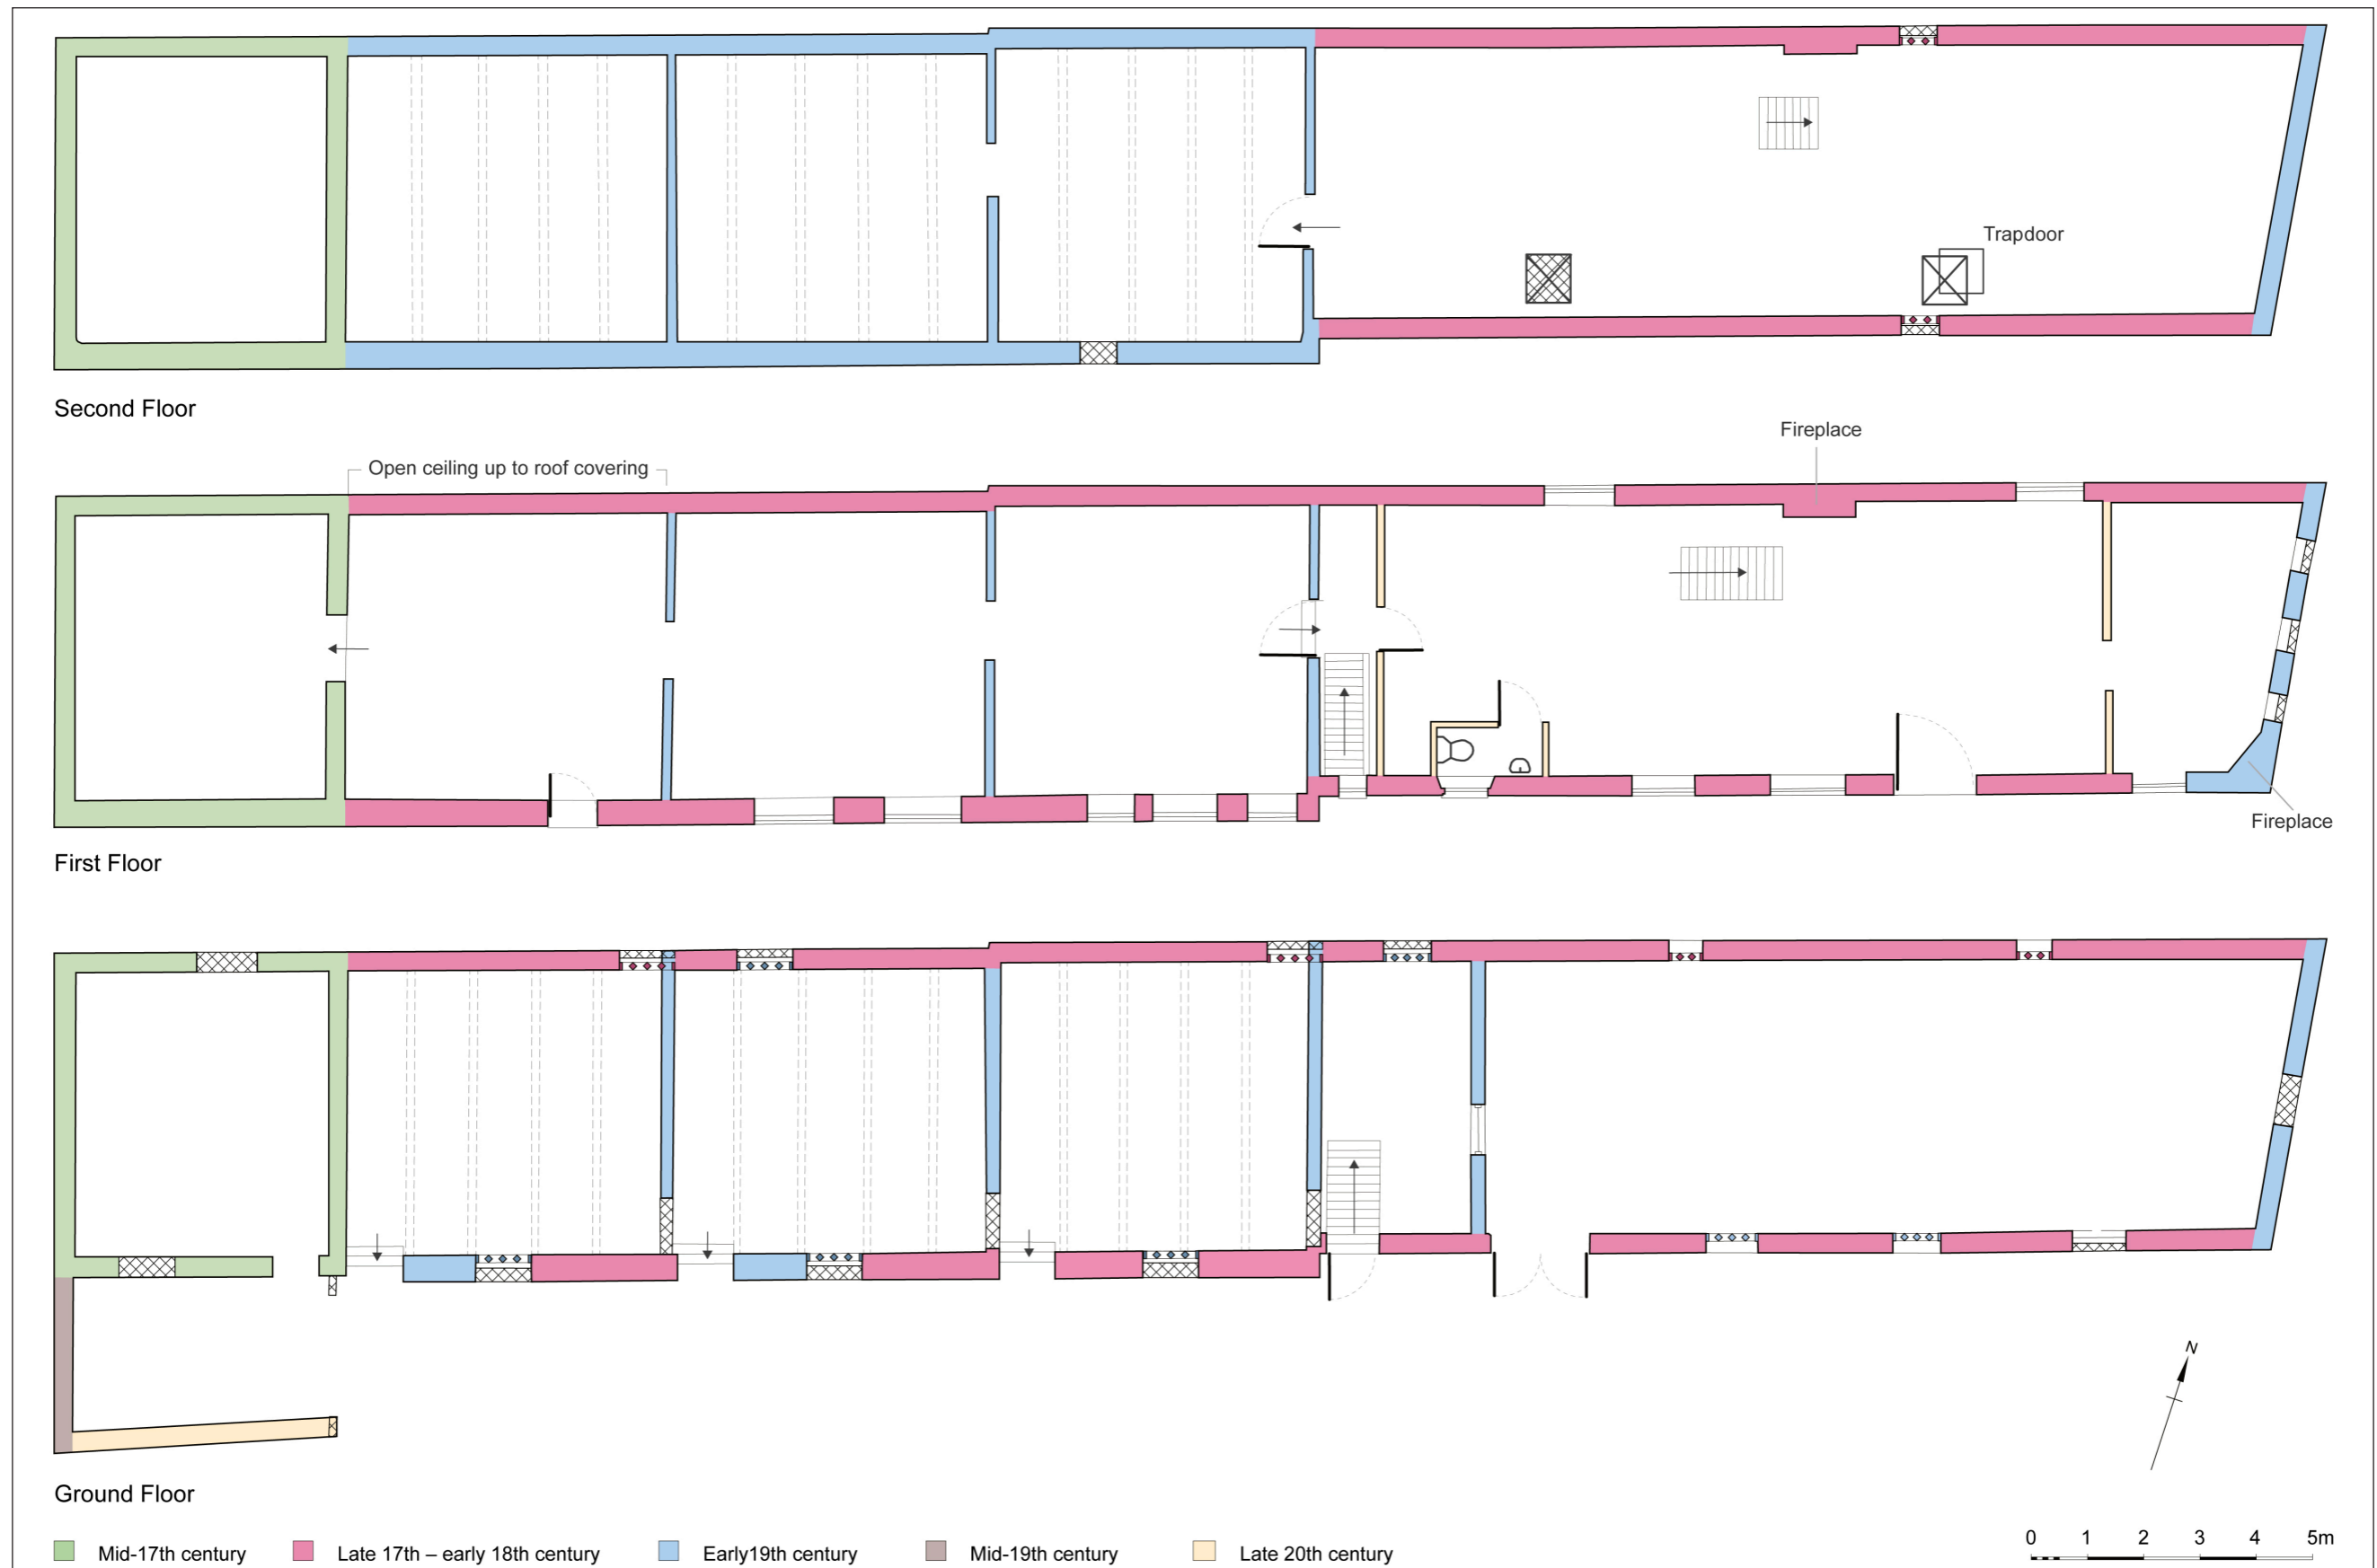 Trapdoor
Second Floor
Fireplace
Open ceiling up to roof covering
Fireplace
First Floor
N
Ground Floor
0 1 2 3 4 5m
Mid-17th century
Late 17th – early 18th century
Early19th century
Mid-19th century
Late 20th century